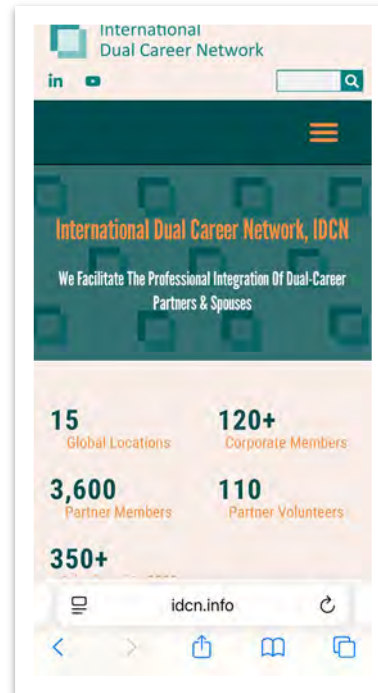 International
Dual Career Network
in
International Dual Career Network, IDCN
We Facilitate The Professional Integration Of Dual-Career
Partners & Spouses
15
Global Locations
120+
Corporate Members
3,600
Partner Members
110
Partner Volunteers
350+
idcn.info